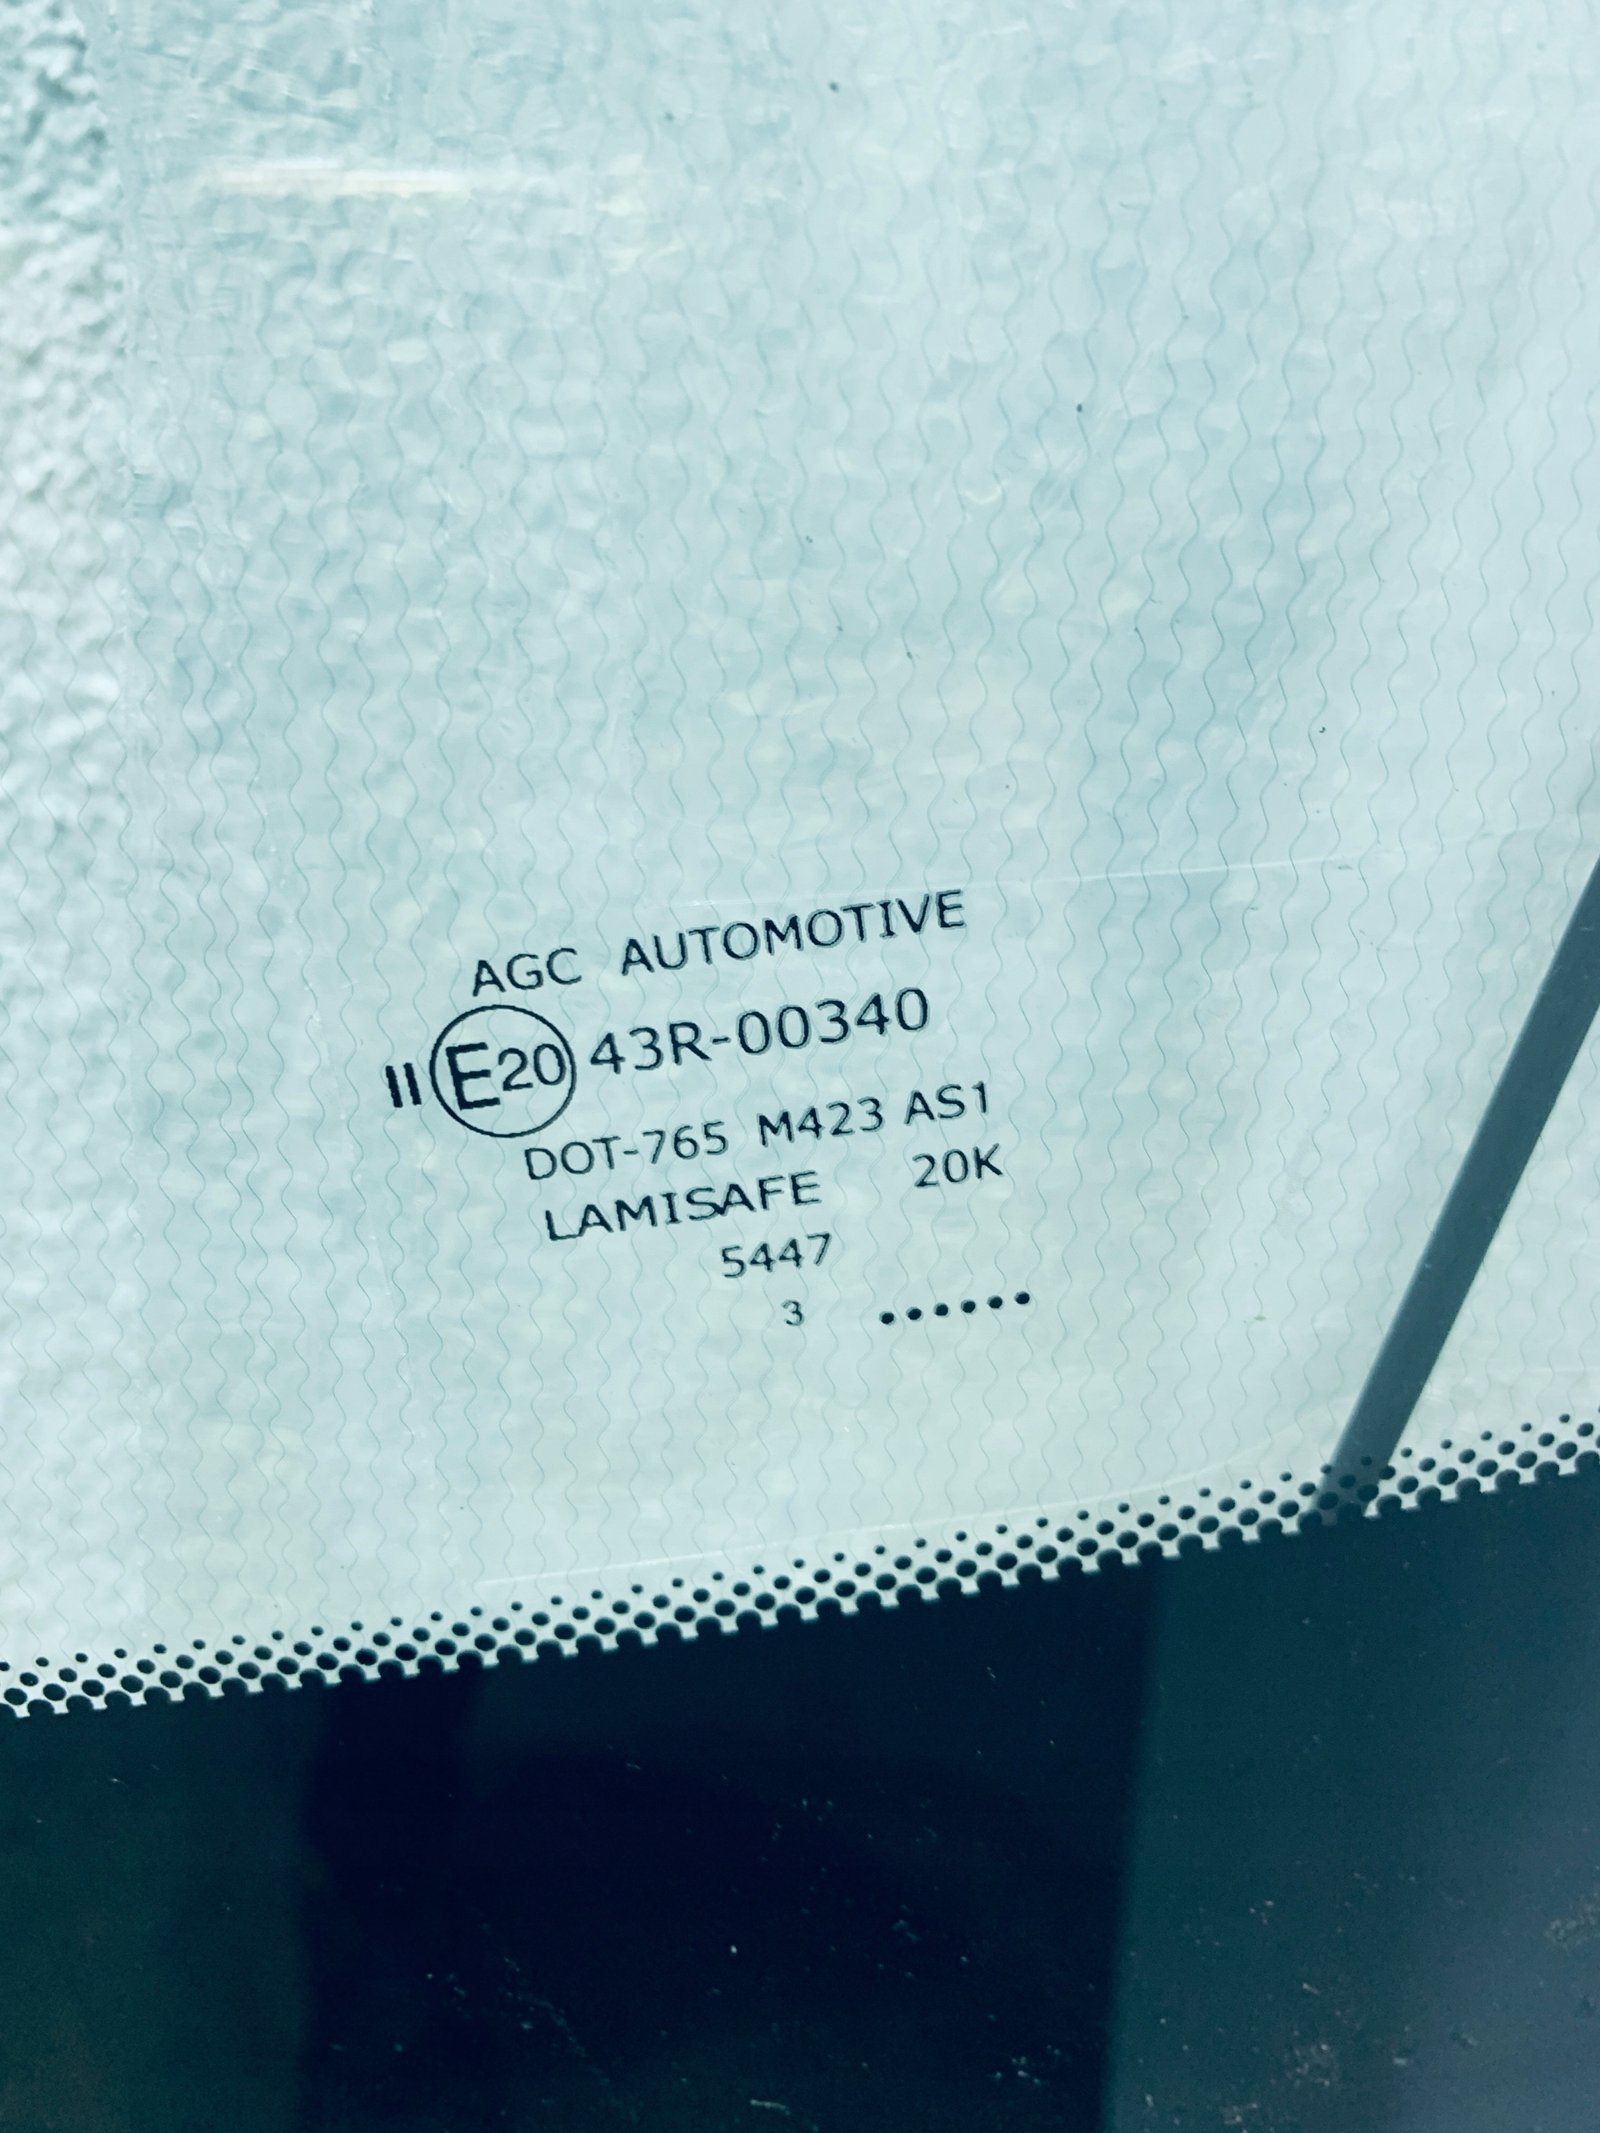 AGC AUTOMOTIVE
II E20 43R-00340
DOT-765 M423 AS1
LAMISAFE 20K
5447
3 ......